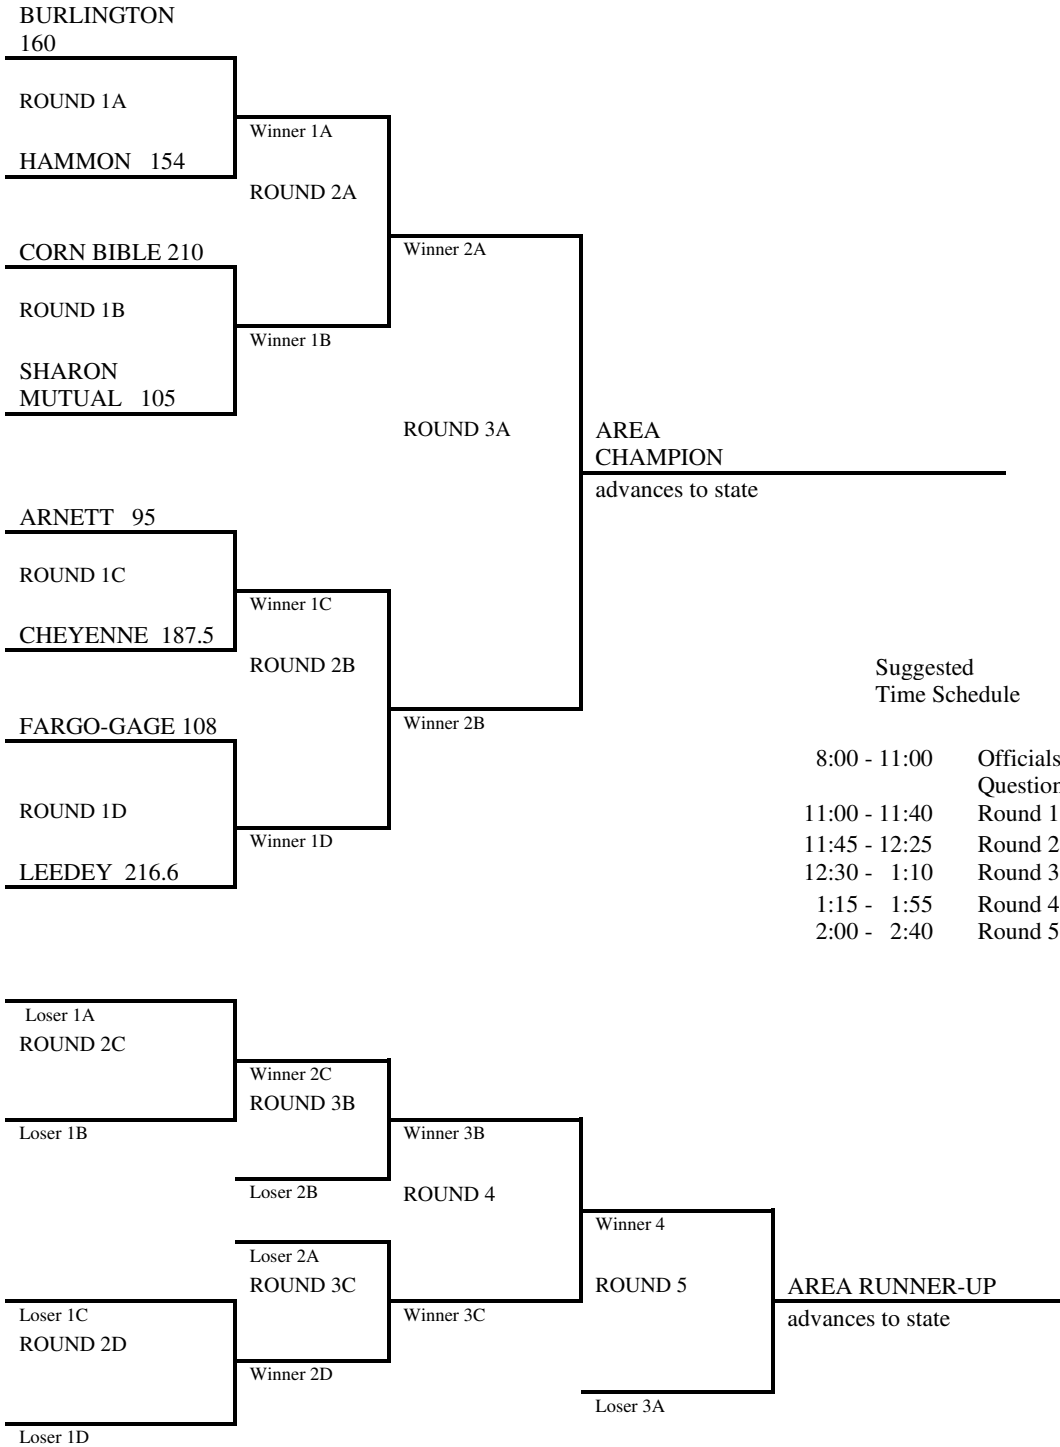 BURLINGTON
160
ROUND 1A
Winner 1A
HAMMON 154
ROUND 2A
CORN BIBLE 210
Winner 2A
ROUND 1B
Winner 1B
SHARON
MUTUAL 105
ROUND 3A
AREA
CHAMPION
advances to state
ARNETT 95
ROUND 1C
Winner 1C
CHEYENNE 187.5
ROUND 2B
FARGO-GAGE 108
Winner 2B
ROUND 1D
Winner 1D
LEEDEY 216.6
Suggested
Time Schedule
8:00 - 11:00 Officials
Question
11:00 - 11:40 Round 1
11:45 - 12:25 Round 2
12:30 - 1:10 Round 3
1:15 - 1:55 Round 4
2:00 - 2:40 Round 5
Loser 1A
ROUND 2C
Winner 2C
ROUND 3B
Loser 1B
Winner 3B
Loser 2B
ROUND 4
Winner 4
Loser 2A
ROUND 3C
ROUND 5
AREA RUNNER-UP
advances to state
Loser 1C
Winner 3C
ROUND 2D
Winner 2D
Loser 3A
Loser 1D